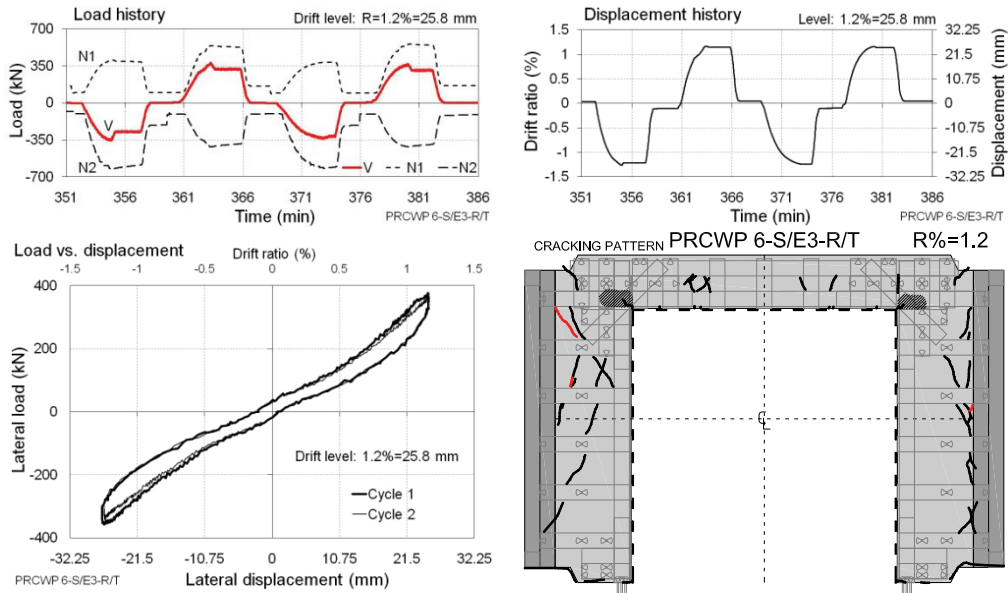 Load history
Drift level: R=1.2%=25.8 mm
Load (kN)
700
350
0
-350
-700
N1
V
N2
V N1 N2
351 356 361 366 371 376 381 386
Time (min)
PRCWP 6-S/E3-R/T
Displacement history
Level: 1.2%=25.8 mm
Drift ratio (%)
1.5
1
0.5
0
-0.5
-1
-1.5
32.25
21.5
10.75
0
-10.75
-21.5
-32.25
Displacement (mm)
351 356 361 366 371 376 381 386
Time (min)
PRCWP 6-S/E3-R/T
Load vs. displacement
Drift ratio (%)
-1.5 -1 -0.5 0 0.5 1 1.5
Lateral load (kN)
400
200
0
-200
-400
Drift level: 1.2%=25.8 mm
Cycle 1
Cycle 2
-32.25 -21.5 -10.75 0 10.75 21.5 32.25
PRCWP 6-S/E3-R/T
Lateral displacement (mm)
CRACKING PATTERN PRCWP 6-S/E3-R/T R%=1.2